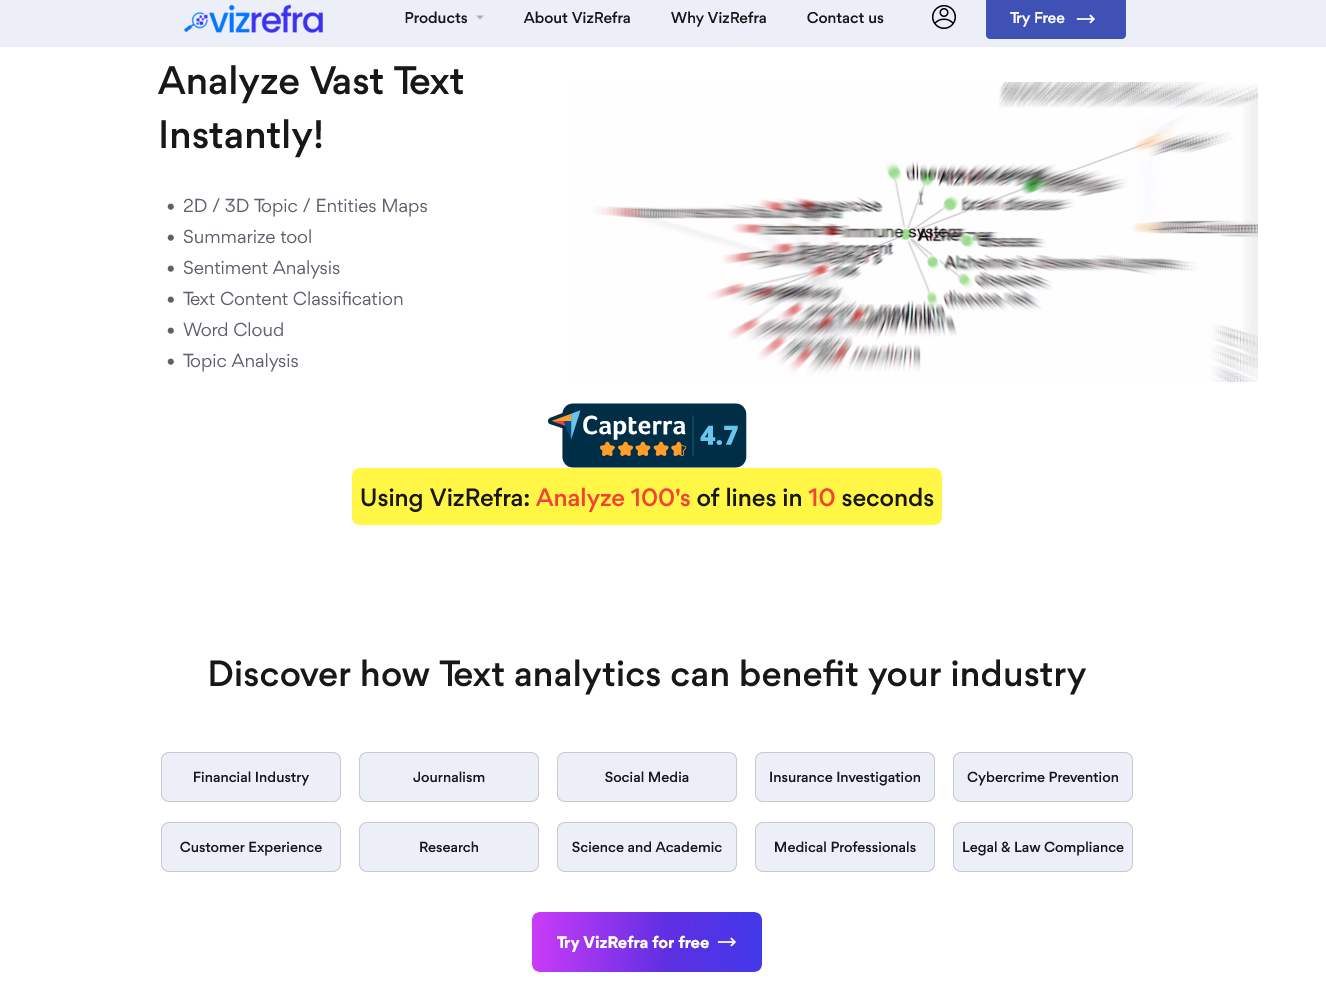 vizrefra
Products
About VizRefra
Why VizRefra
Contact us
Try Free
Analyze Vast Text
Instantly!
2D / 3D Topic / Entities Maps
Summarize tool
Sentiment Analysis
Text Content Classification
Word Cloud
Topic Analysis
immune system
Capterra
4.7
Using VizRefra: Analyze 100's of lines in 10 seconds
Discover how Text analytics can benefit your industry
Financial Industry
Journalism
Social Media
Insurance Investigation
Cybercrime Prevention
Customer Experience
Research
Science and Academic
Medical Professionals
Legal & Law Compliance
Try VizRefra for free